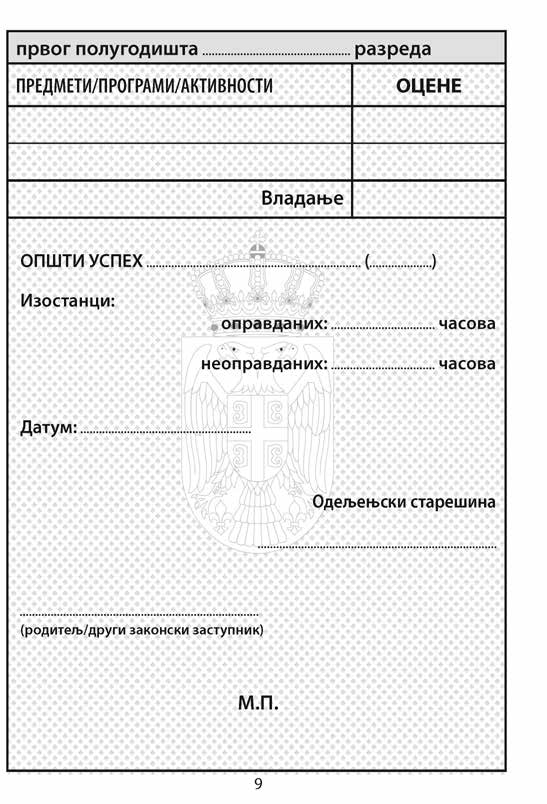 првог полугодишта ........................................ разреда
ПРЕДМЕТИ/ПРОГРАМИ/АКТИВНОСТИ ОЦЕНЕ
Владање
ОПШТИ УСПЕХ .......................................................... (.................)
Изостанци:
оправданих: ............................ часова
неоправданих: ............................ часова
Датум: ..............................................
Одељењски старешина
.................................................................
.................................................................
(родитељ/други законски заступник)
М.П.
9